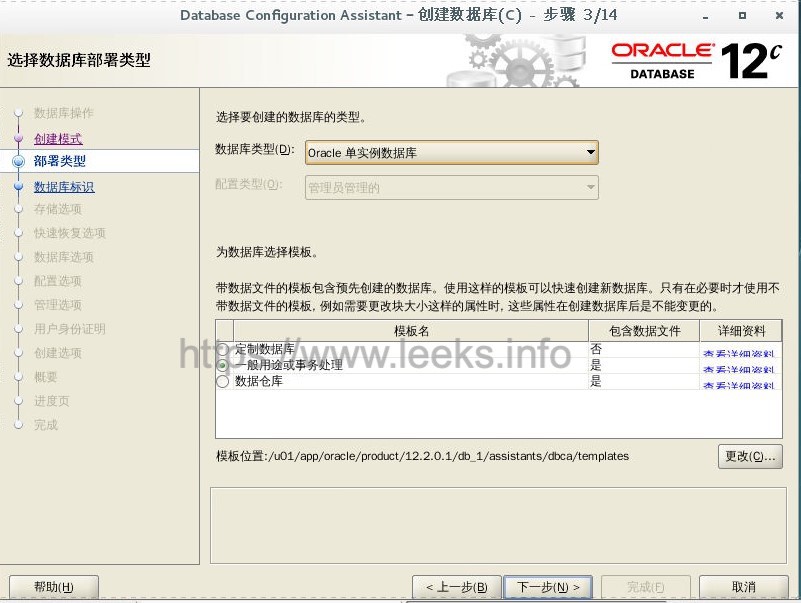 Database Configuration Assistant - 创建数据库(C) - 步骤 3/14
选择数据库部署类型
ORACLE
DATABASE
12c
数据库操作
创建模式
部署类型
数据库标识
存储选项
快速恢复选项
数据库选项
配置选项
管理选项
用户身份证明
创建选项
概要
进度页
完成
选择要创建的数据库的类型。
数据库类型(D): Oracle 单实例数据库
配置类型(O): 管理员管理的
为数据库选择模板。
带数据文件的模板包含预先创建的数据库。使用这样的模板可以快速创建新数据库。只有在必要时才使用不
带数据文件的模板, 例如需要更改块大小这样的属性时, 这些属性在创建数据库后是不能变更的。
模板名 包含数据文件 详细资料
定制数据库 否 查看详细资料
一般用途或事务处理 是 查看详细资料
数据仓库 是 查看详细资料
https://www.leeks.info
模板位置:/u01/app/oracle/product/12.2.0.1/db_1/assistants/dbca/templates 更改(C)...
帮助(H) < 上一步(B) 下一步(N) > 完成(F) 取消